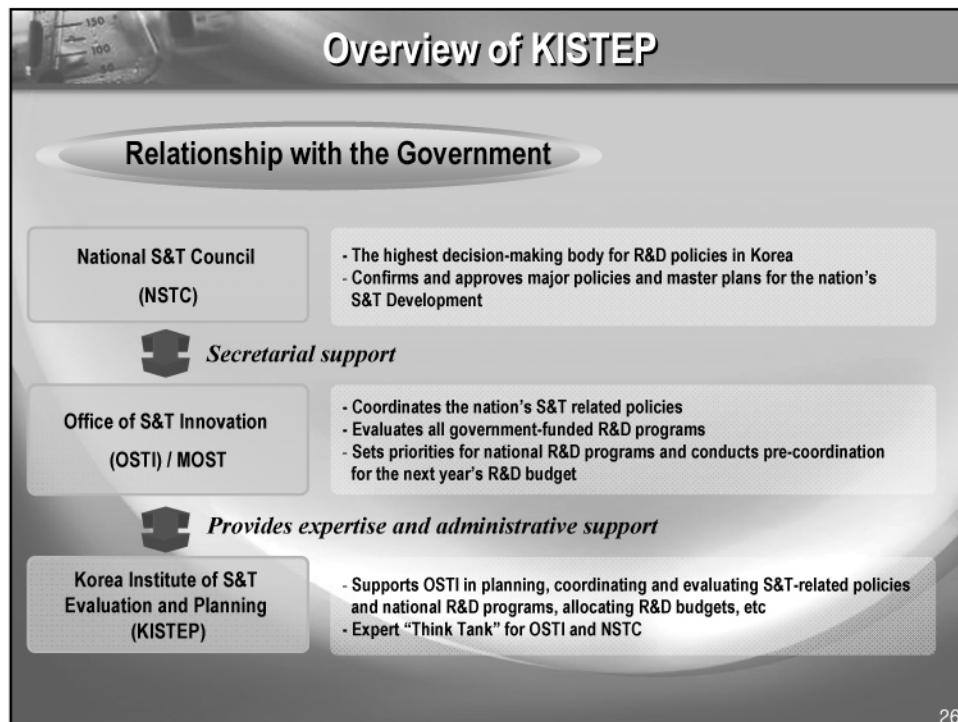 150
100
50
Overview of KISTEP
Relationship with the Government
National S&T Council
(NSTC)
- The highest decision-making body for R&D policies in Korea
- Confirms and approves major policies and master plans for the nation's
S&T Development
Secretarial support
Office of S&T Innovation
(OSTI) / MOST
- Coordinates the nation's S&T related policies
- Evaluates all government-funded R&D programs
- Sets priorities for national R&D programs and conducts pre-coordination
for the next year's R&D budget
Provides expertise and administrative support
Korea Institute of S&T
Evaluation and Planning
(KISTEP)
- Supports OSTI in planning, coordinating and evaluating S&T-related policies
and national R&D programs, allocating R&D budgets, etc
- Expert “Think Tank” for OSTI and NSTC
26